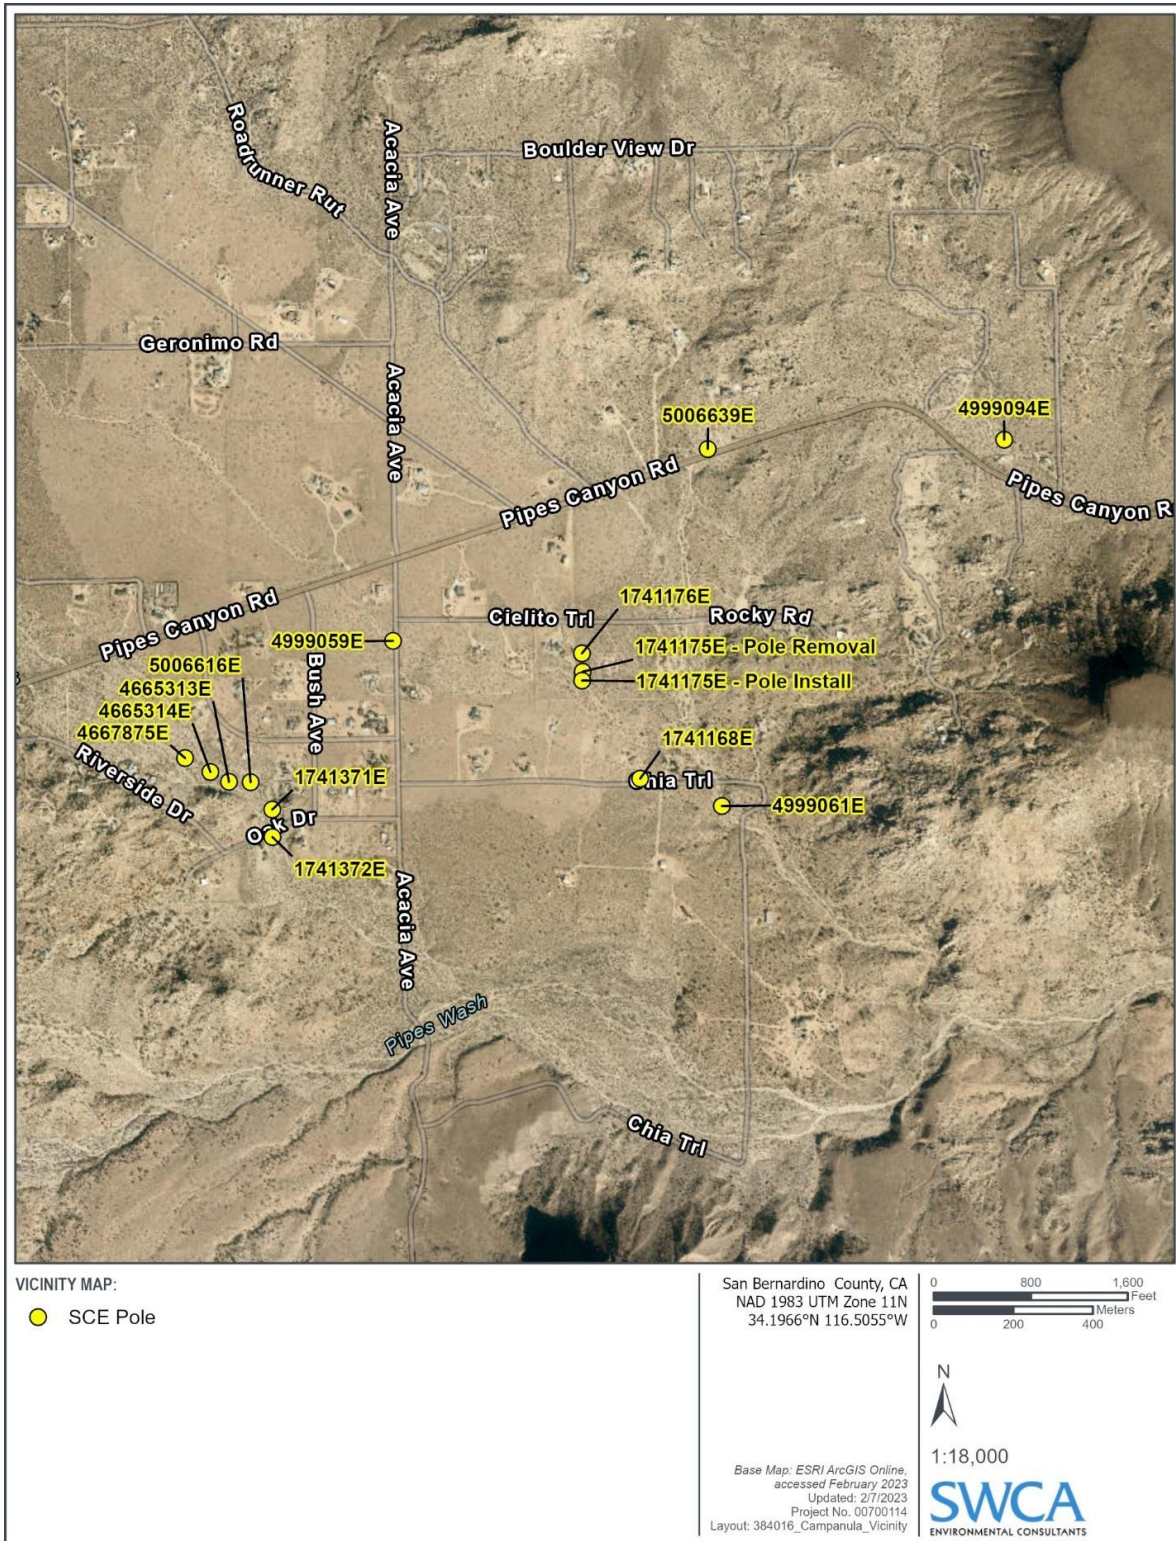 Roadrunner Rut
Acacia Ave
Boulder View Dr
Geronimo Rd
Acacia Ave
5006639E
4999094E
Pipes Canyon Rd
Pipes Canyon R
Cielito Trl
1741176E
Rocky Rd
Pipes Canyon Rd
4999059E
1741175E - Pole Removal
5006616E
1741175E - Pole Install
4665313E
Bush Ave
4665314E
4667875E
1741168E
Riverside Dr
1741371E
Chia Trl
4999061E
Oak Dr
1741372E
Acacia Ave
Pipes Wash
Chia Trl
VICINITY MAP:
SCE Pole
San Bernardino County, CA
NAD 1983 UTM Zone 11N
34.1966°N 116.5055°W
Base Map: ESRI ArcGIS Online,
accessed February 2023
Updated: 2/7/2023
Project No. 00700114
Layout: 384016_Campanula_Vicinity
0 800 1,600
Feet
Meters
0 200 400
N
1:18,000
SWCA
ENVIRONMENTAL CONSULTANTS